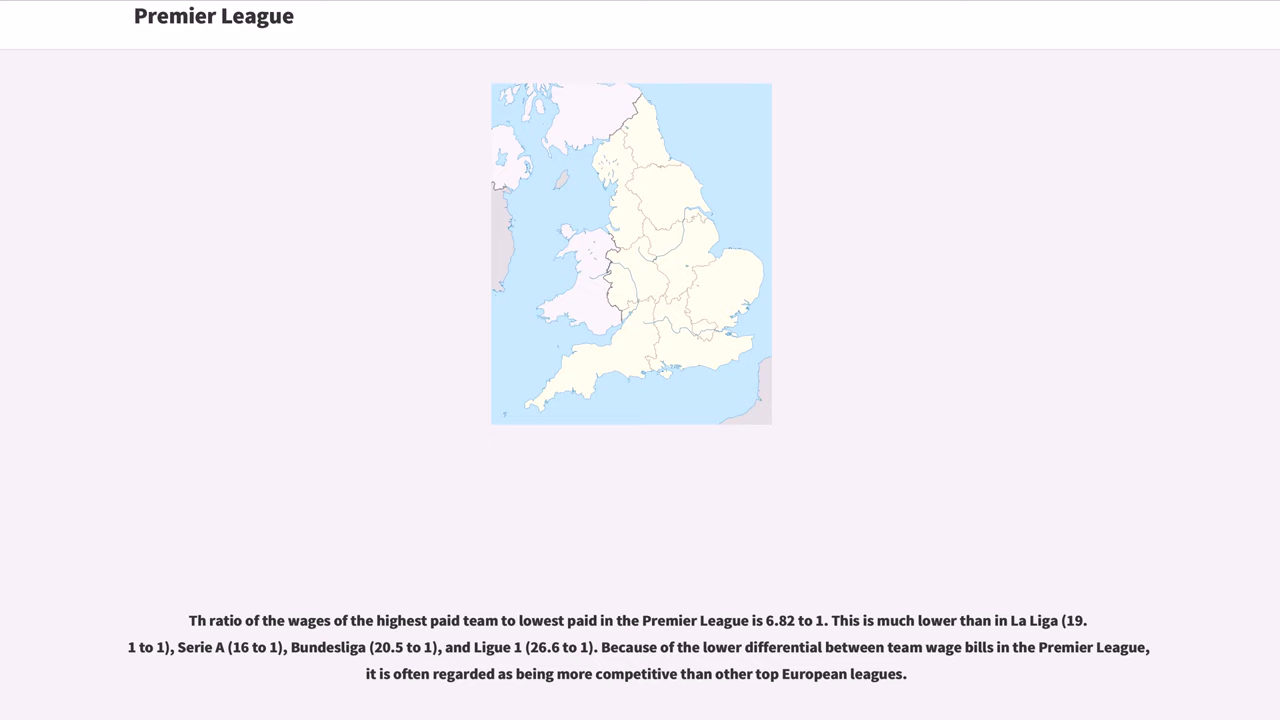 Premier League
Th ratio of the wages of the highest paid team to lowest paid in the Premier League is 6.82 to 1. This is much lower than in La Liga (19.
1 to 1), Serie A (16 to 1), Bundesliga (20.5 to 1), and Ligue 1 (26.6 to 1). Because of the lower differential between team wage bills in the Premier League,
it is often regarded as being more competitive than other top European leagues.